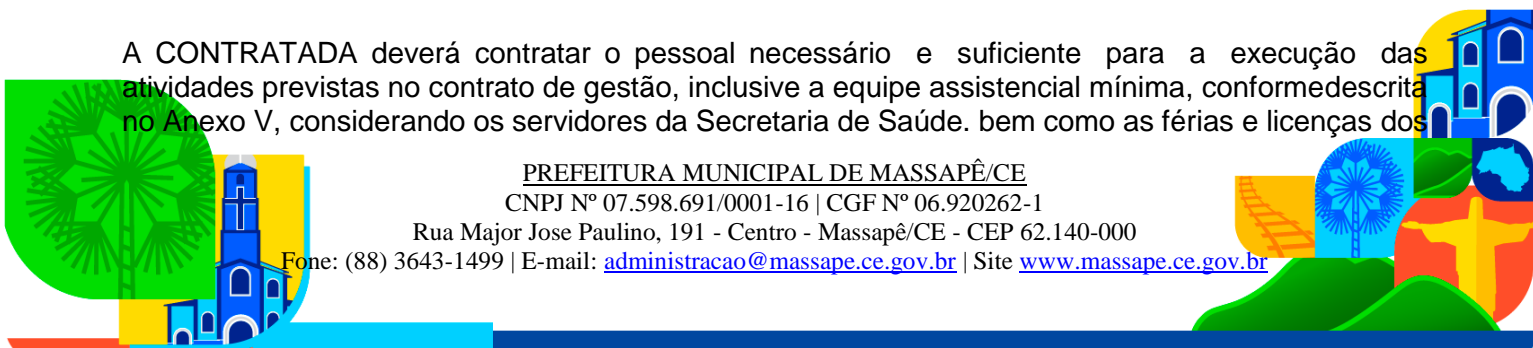 A CONTRATADA deverá contratar o pessoal necessário e suficiente para a execução das
atividades previstas no contrato de gestão, inclusive a equipe assistencial mínima, conformedescrita
no Anexo V, considerando os servidores da Secretaria de Saúde. bem como as férias e licenças dos
PREFEITURA MUNICIPAL DE MASSAPÊ/CE
CNPJ Nº 07.598.691/0001-16 | CGF Nº 06.920262-1
Rua Major Jose Paulino, 191 - Centro - Massapê/CE - CEP 62.140-000
Fone: (88) 3643-1499 | E-mail: administracao@massape.ce.gov.br | Site www.massape.ce.gov.br